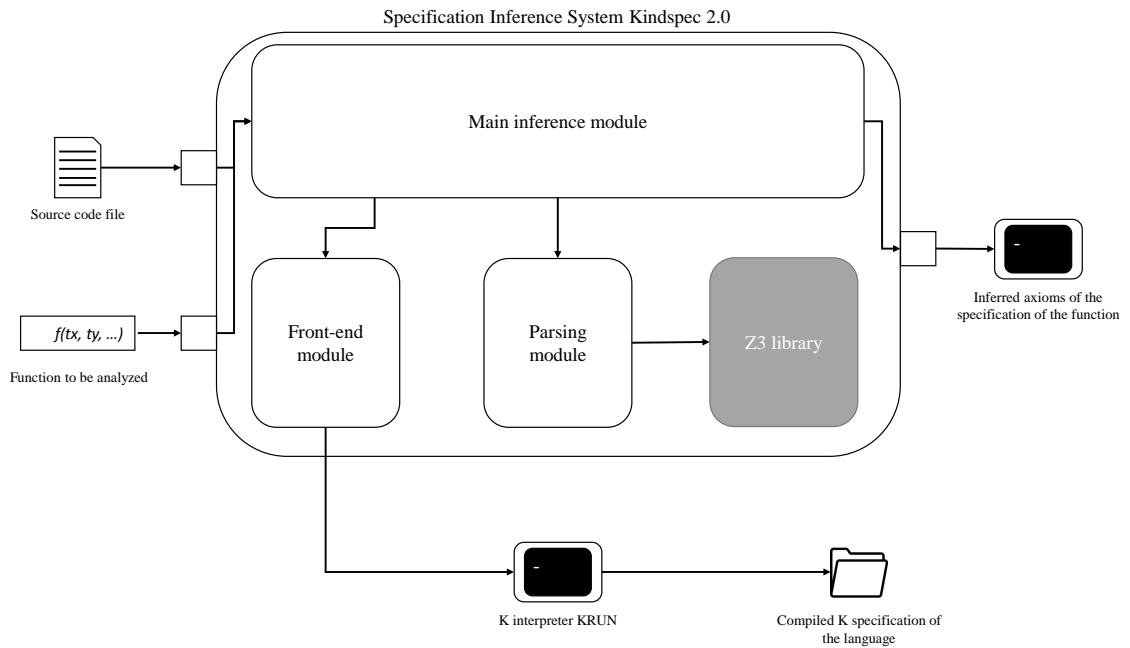 Specification Inference System Kindspec 2.0
Main inference module
Source code file
f(tx, ty, ...)
Function to be analyzed
Front-end
module
Parsing
module
Z3 library
Inferred axioms of the
specification of the function
K interpreter KRUN
Compiled K specification of
the language